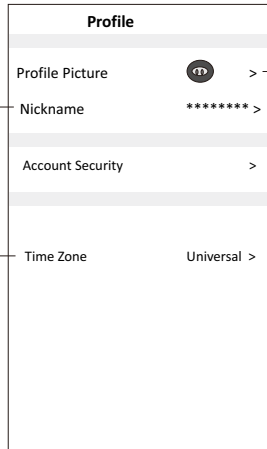 Profile
Profile Picture >
Nickname ******** >
Account Security >
Time Zone Universal >